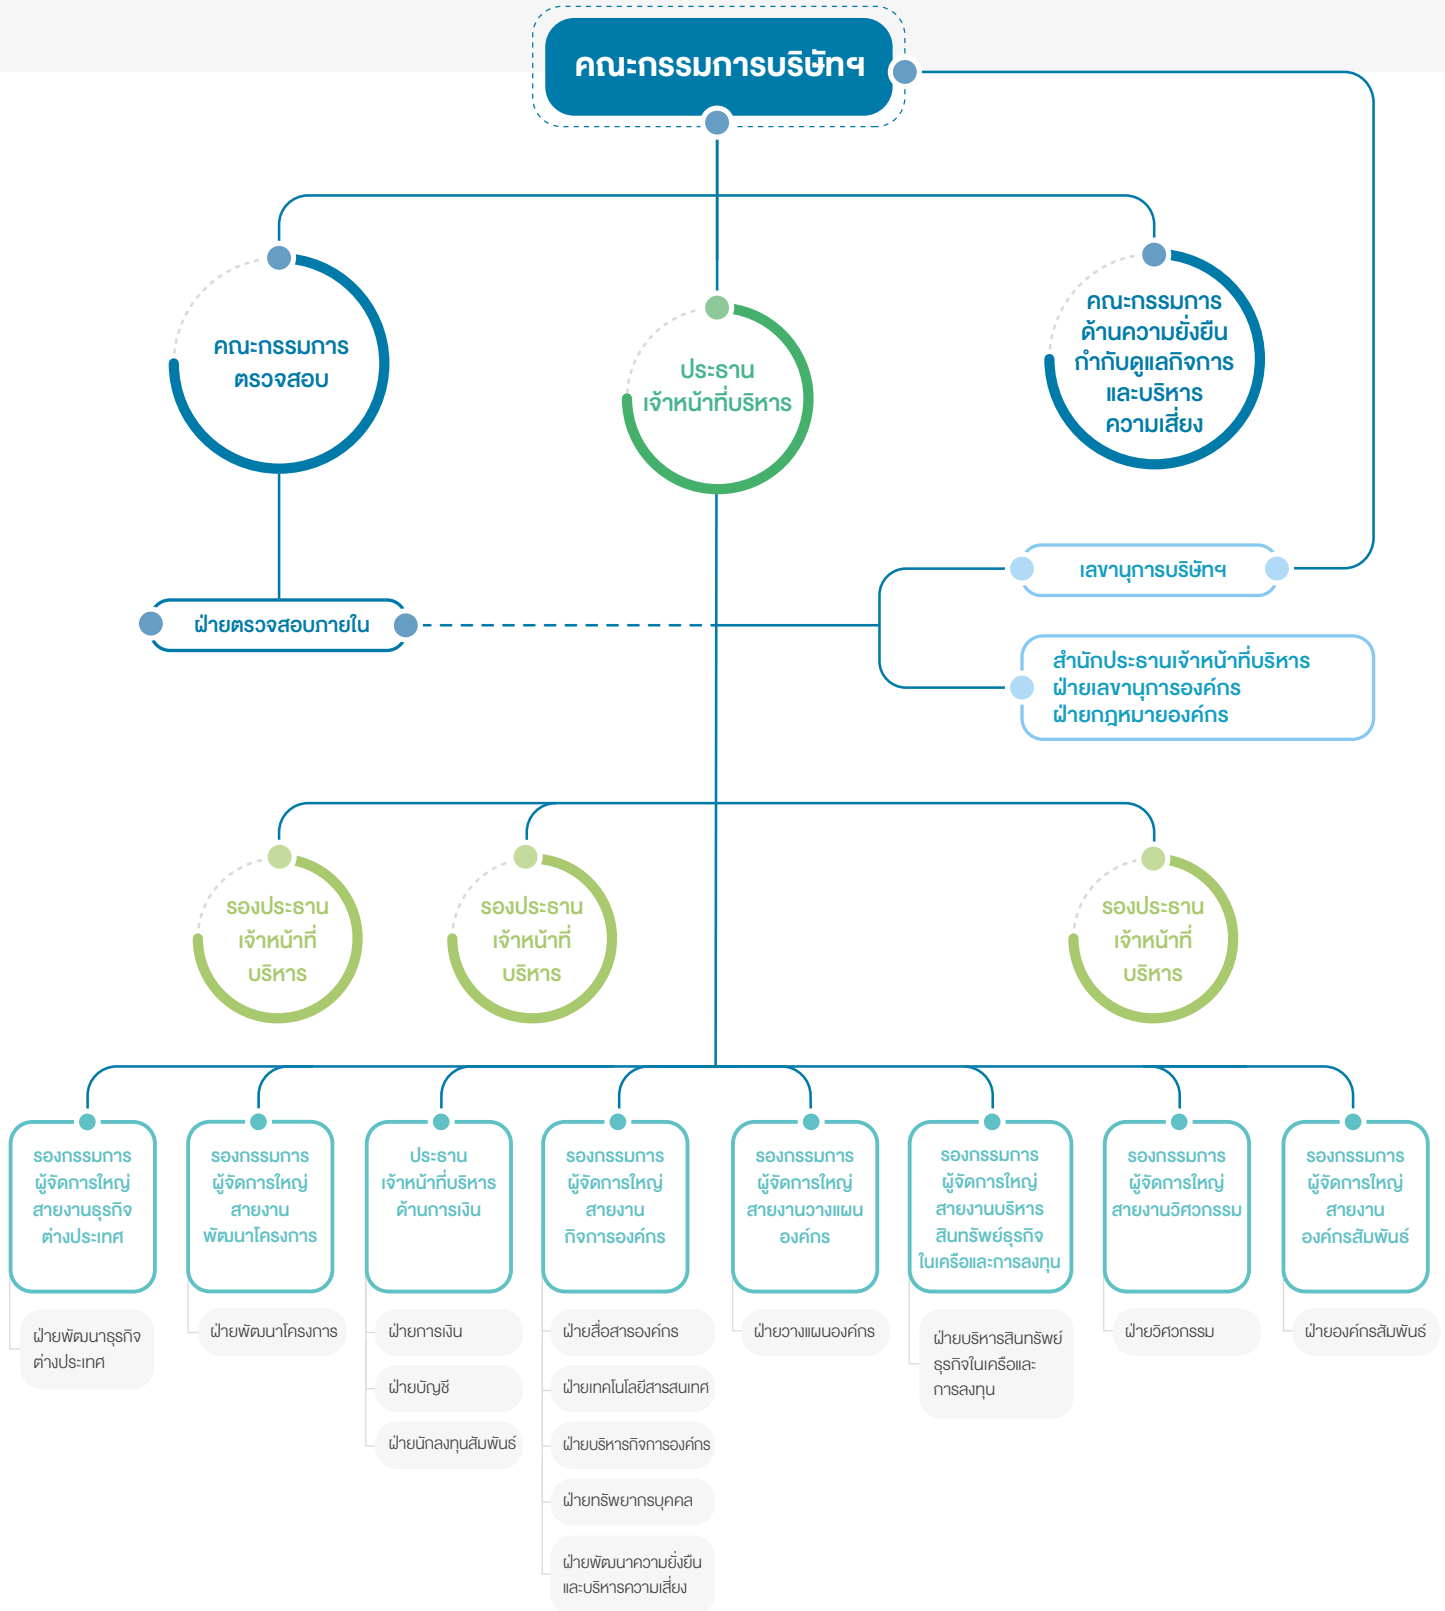 คณะกรรมการบริษัทฯ
คณะกรรมการ
ตรวจสอบ
ประธาน
เจ้าหน้าที่บริหาร
คณะกรรมการ
ด้านความยั่งยืน
กำกับดูแลกิจการ
และบริหาร
ความเสี่ยง
ฝ่ายตรวจสอบภายใน
เลขานุการบริษัทฯ
สำนักประธานเจ้าหน้าที่บริหาร
ฝ่ายเลขานุการองค์กร
ฝ่ายกฎหมายองค์กร
รองประธาน
เจ้าหน้าที่
บริหาร
รองประธาน
เจ้าหน้าที่
บริหาร
รองประธาน
เจ้าหน้าที่
บริหาร
รองกรรมการ
ผู้จัดการใหญ่
สายงานธุรกิจ
ต่างประเทศ
ฝ่ายพัฒนาธุรกิจ
ต่างประเทศ
รองกรรมการ
ผู้จัดการใหญ่
สายงาน
พัฒนาโครงการ
ฝ่ายพัฒนาโครงการ
ประธาน
เจ้าหน้าที่บริหาร
ด้านการเงิน
ฝ่ายการเงิน
ฝ่ายบัญชี
ฝ่ายนักลงทุนสัมพันธ์
รองกรรมการ
ผู้จัดการใหญ่
สายงาน
กิจการองค์กร
ฝ่ายสื่อสารองค์กร
ฝ่ายเทคโนโลยีสารสนเทศ
ฝ่ายบริหารกิจการองค์กร
ฝ่ายทรัพยากรบุคคล
ฝ่ายพัฒนาความยั่งยืน
และบริหารความเสี่ยง
รองกรรมการ
ผู้จัดการใหญ่
สายงานวางแผน
องค์กร
ฝ่ายวางแผนองค์กร
รองกรรมการ
ผู้จัดการใหญ่
สายงานบริหาร
สินทรัพย์ธุรกิจ
ในเครือและการลงทุน
ฝ่ายบริหารสินทรัพย์
ธุรกิจในเครือและ
การลงทุน
รองกรรมการ
ผู้จัดการใหญ่
สายงานวิศวกรรม
ฝ่ายวิศวกรรม
รองกรรมการ
ผู้จัดการใหญ่
สายงาน
องค์กรสัมพันธ์
ฝ่ายองค์กรสัมพันธ์